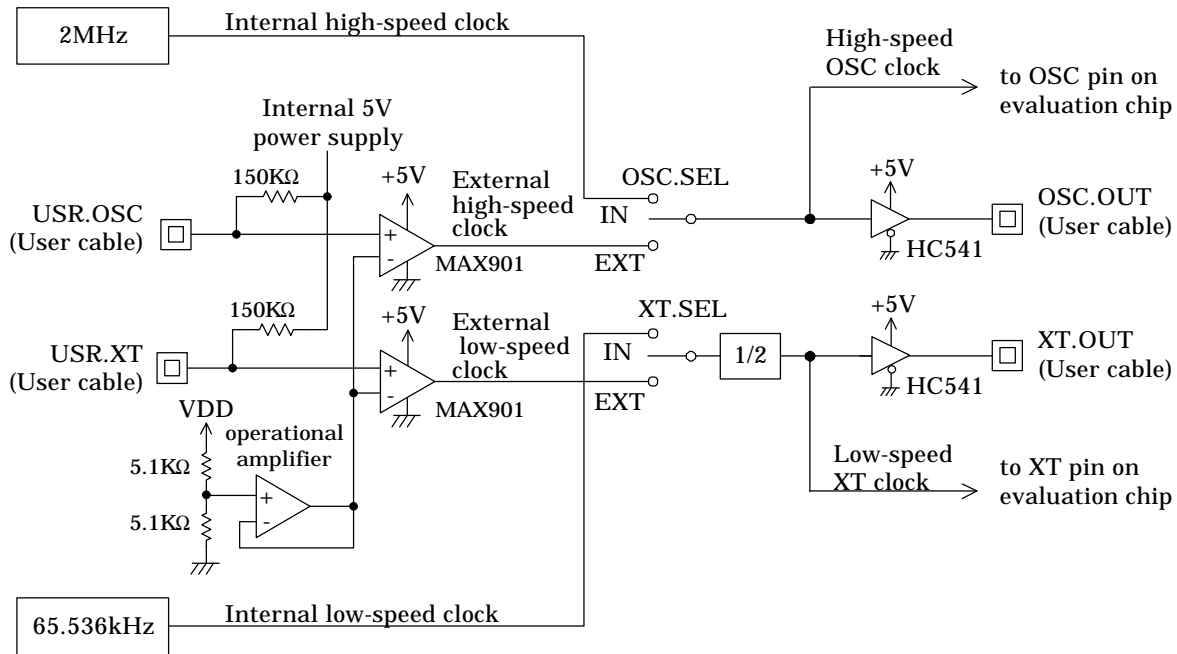 2MHz
Internal high-speed clock
High-speed
OSC clock
to OSC pin on
evaluation chip
Internal 5V
power supply
150KΩ
+5V
External
high-speed
clock
OSC.SEL
IN
EXT
+5V
USR.OSC
(User cable)
+
-
MAX901
HC541
OSC.OUT
(User cable)
150KΩ
+5V
External
low-speed
clock
XT.SEL
IN
EXT
1/2
+5V
USR.XT
(User cable)
+
-
MAX901
HC541
XT.OUT
(User cable)
VDD
operational
amplifier
5.1KΩ
5.1KΩ
+
-
Low-speed
XT clock
to XT pin on
evaluation chip
65.536kHz
Internal low-speed clock